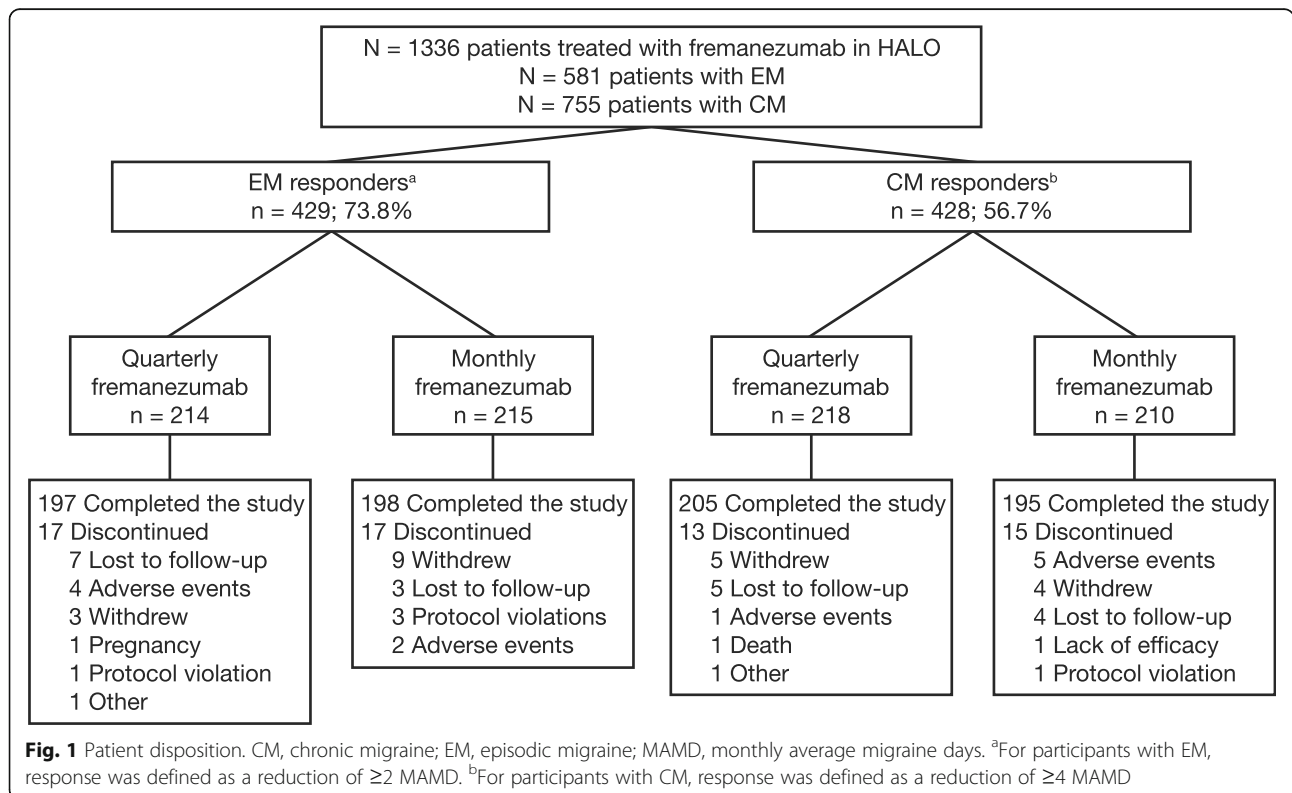 N = 1336 patients treated with fremanezumab in HALO
N = 581 patients with EM
N = 755 patients with CM
EM respondersᵃ
n = 429; 73.8%
CM respondersᵇ
n = 428; 56.7%
Quarterly
fremanezumab
n = 214
Monthly
fremanezumab
n = 215
Quarterly
fremanezumab
n = 218
Monthly
fremanezumab
n = 210
197 Completed the study
17 Discontinued
7 Lost to follow-up
4 Adverse events
3 Withdrew
1 Pregnancy
1 Protocol violation
1 Other
198 Completed the study
17 Discontinued
9 Withdrew
3 Lost to follow-up
3 Protocol violations
2 Adverse events
205 Completed the study
13 Discontinued
5 Withdrew
5 Lost to follow-up
1 Adverse events
1 Death
1 Other
195 Completed the study
15 Discontinued
5 Adverse events
4 Withdrew
4 Lost to follow-up
1 Lack of efficacy
1 Protocol violation
Fig. 1 Patient disposition. CM, chronic migraine; EM, episodic migraine; MAMD, monthly average migraine days. ᵃFor participants with EM,
response was defined as a reduction of ≥2 MAMD. ᵇFor participants with CM, response was defined as a reduction of ≥4 MAMD